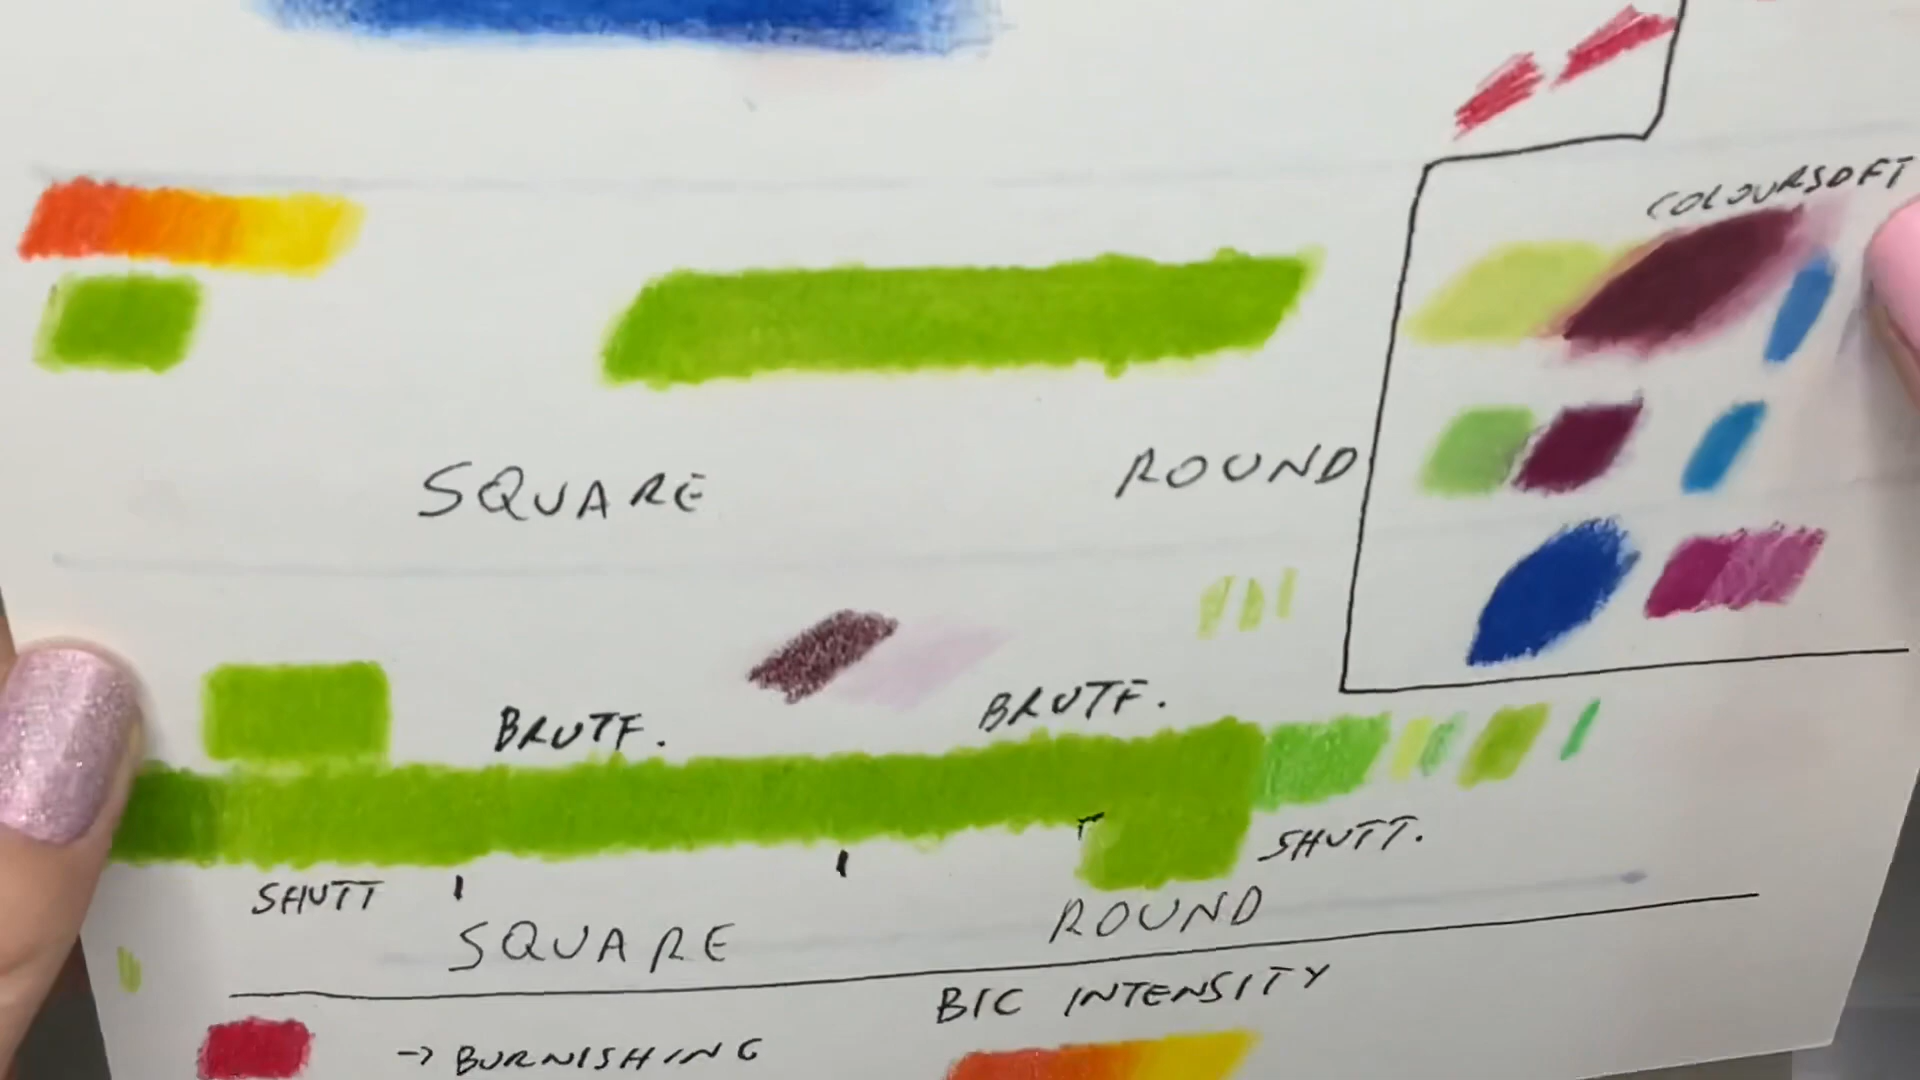 COLOURSOFT
SQUARE ROUND
BRUTF. BRUTF.
SHUTT SHUTT.
SQUARE ROUND
BIC INTENSITY
→ BURNISHING